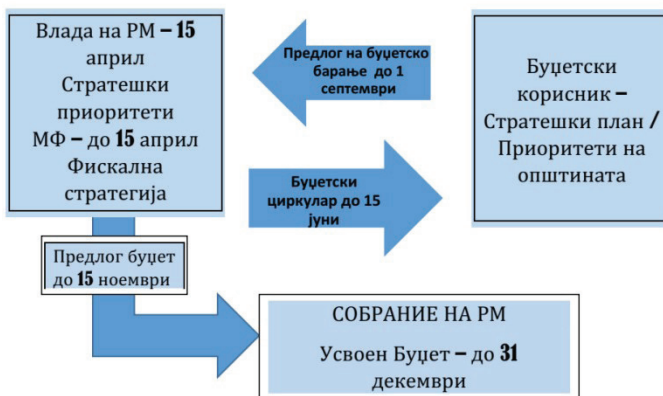 Влада на РМ – 15
април
Стратешки
приоритети
МФ – до 15 април
Фискална
стратегија
Предлог на буџетско
барање до 1
септември
Буџетски
корисник –
Стратешки план /
Приоритети на
општината
Буџетски
циркулар до 15
јуни
Предлог буџет
до 15 ноември
СОБРАНИЕ НА РМ
Усвоен Буџет – до 31
декември